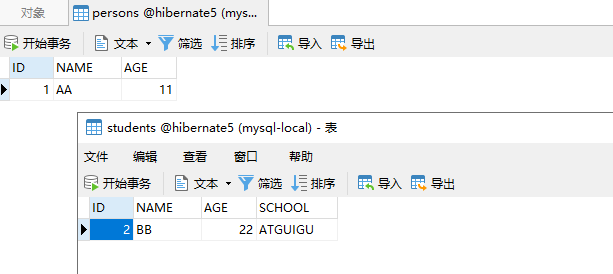 对象 persons @hibernate5 (mys...
开始事务 文本 筛选 排序 导入 导出
ID NAME AGE
1 AA 11
students @hibernate5 (mysql-local) - 表
文件 编辑 查看 窗口 帮助
开始事务 文本 筛选 排序 导入 导出
ID NAME AGE SCHOOL
2 BB 22 ATGUIGU